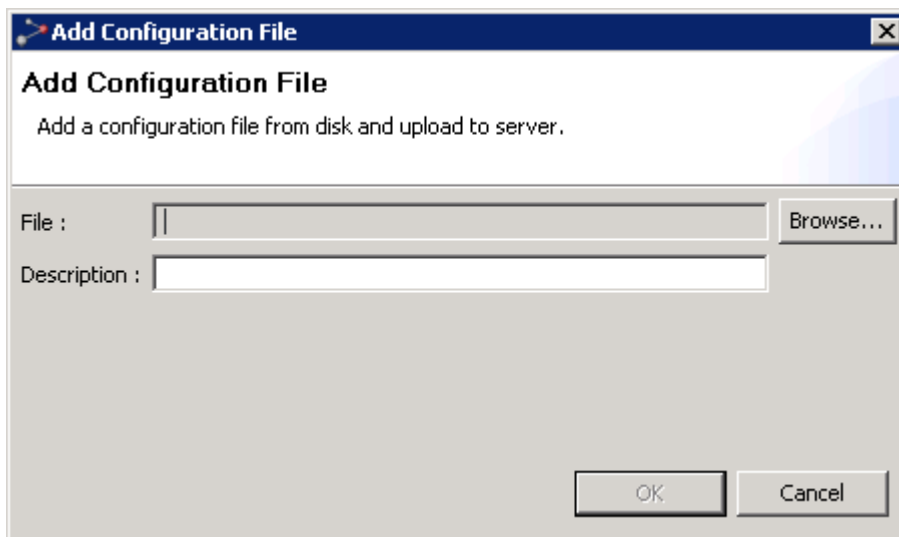 Add Configuration File
Add Configuration File
Add a configuration file from disk and upload to server.
File :
Browse...
Description :
OK
Cancel